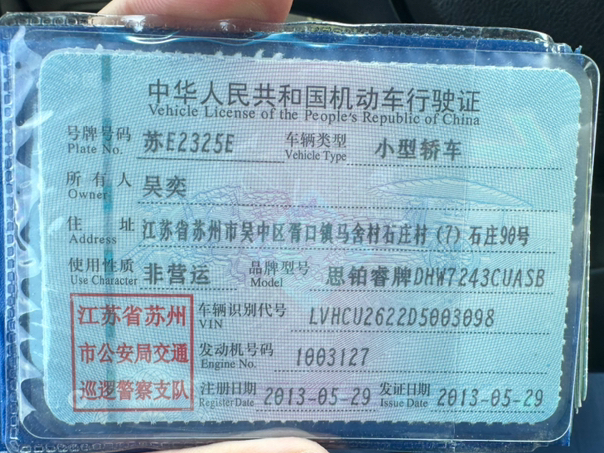 中华人民共和国机动车行驶证
Vehicle License of the People's Republic of China
号牌号码 苏E2325E 车辆类型 小型轿车
Plate No. Vehicle Type
所有人 吴奕
Owner
住址 江苏省苏州市吴中区胥口镇马舍村石庄村（7）石庄90号
Address
使用性质 非营运 品牌型号 思铂睿牌DHW7243CUASB
Use Character Model
江苏省苏州 车辆识别代号 LVHCU2622D5003098
VIN
市公安局交通 发动机号码 1003127
Engine No.
巡逻警察支队 注册日期 2013-05-29 发证日期 2013-05-29
Register Date Issue Date